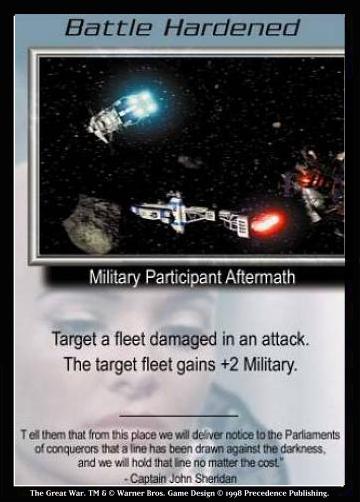 Battle Hardened
Military Participant Aftermath
Target a fleet damaged in an attack.
The target fleet gains +2 Military.
T ell them that from this place we will deliver notice to the Parliaments
of conquerors that a line has been drawn against the darkness,
and we will hold that line no matter the cost."
- Captain John Sheridan
The Great War. TM & © Warner Bros. Game Design © 1998 Precedence Publishing.